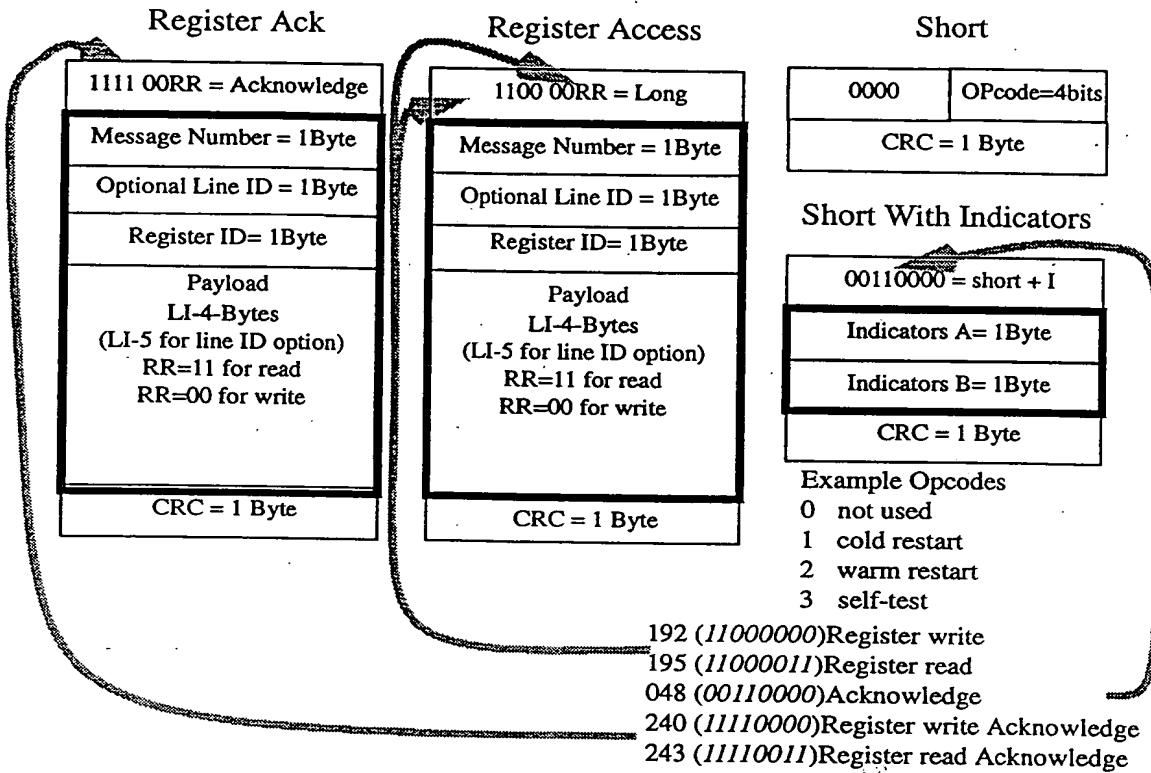 Register Ack
1111 00RR = Acknowledge
Message Number = 1Byte
Optional Line ID = 1Byte
Register ID= 1Byte
Payload
LI-4-Bytes
(LI-5 for line ID option)
RR=11 for read
RR=00 for write
CRC = 1 Byte
Register Access
1100 00RR = Long
Message Number = 1Byte
Optional Line ID = 1Byte
Register ID= 1Byte
Payload
LI-4-Bytes
(LI-5 for line ID option)
RR=11 for read
RR=00 for write
CRC = 1 Byte
Short
0000 OPcode=4bits
CRC = 1 Byte
Short With Indicators
00110000 = short + I
Indicators A= 1Byte
Indicators B= 1Byte
CRC = 1 Byte
Example Opcodes
0 not used
1 cold restart
2 warm restart
3 self-test
192 (11000000)Register write
195 (11000011)Register read
048 (00110000)Acknowledge
240 (11110000)Register write Acknowledge
243 (11110011)Register read Acknowledge